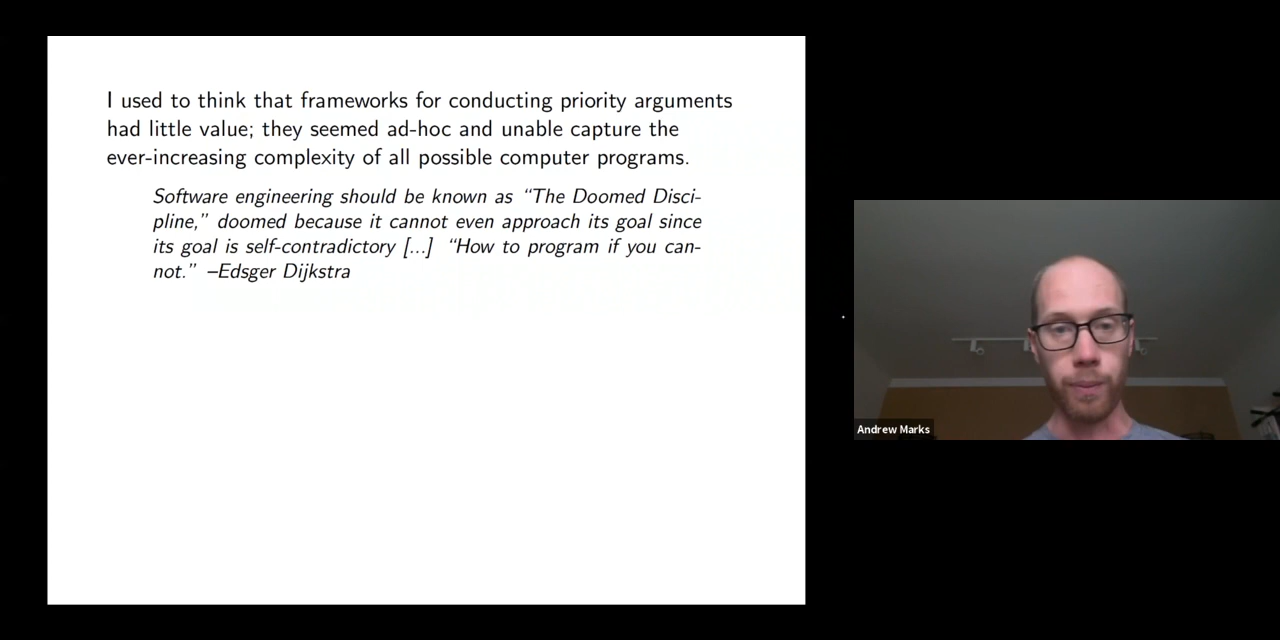 I used to think that frameworks for conducting priority arguments
had little value; they seemed ad-hoc and unable capture the
ever-increasing complexity of all possible computer programs.
Software engineering should be known as “The Doomed Disci-
pline,” doomed because it cannot even approach its goal since
its goal is self-contradictory [...] “How to program if you can-
not.” –Edsger Dijkstra
Andrew Marks